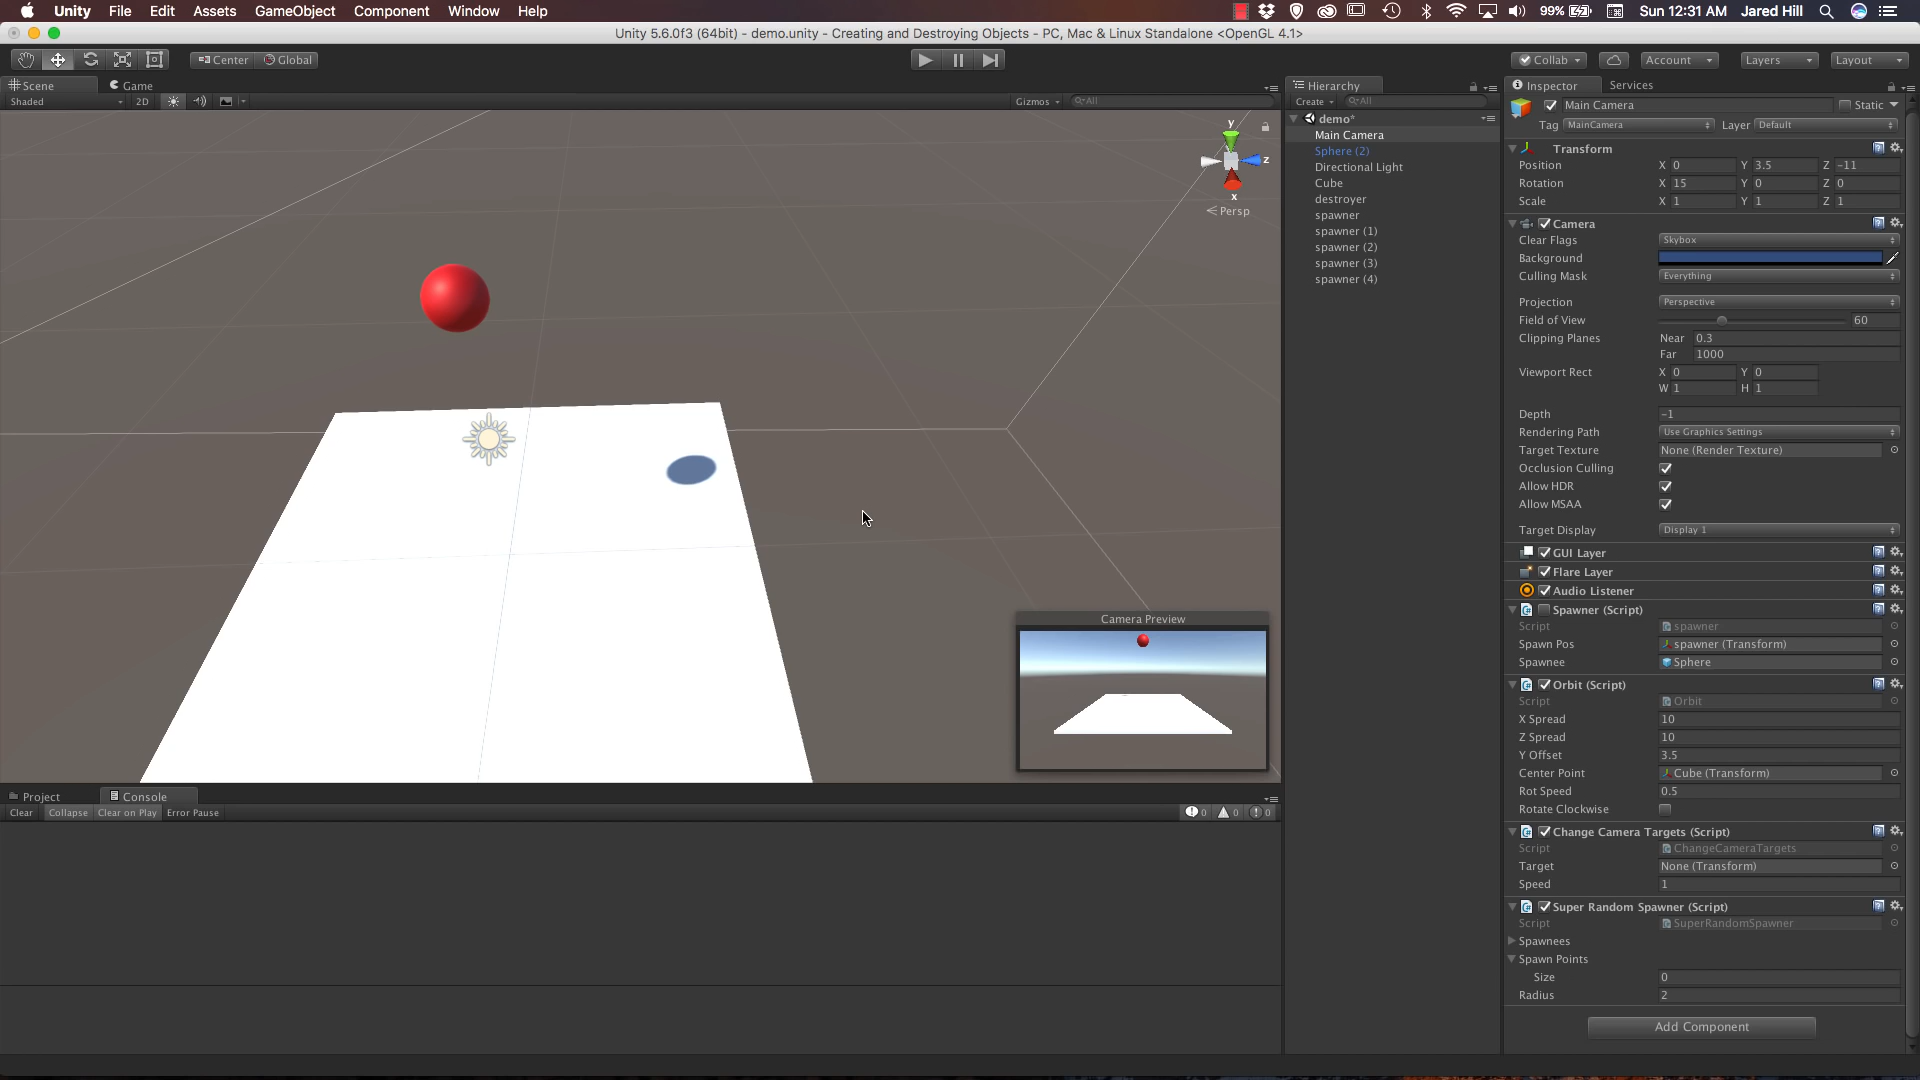 Unity File Edit Assets GameObject Component Window Help 99% Sun 12:31 AM Jared Hill
Unity 5.6.0f3 (64bit) - demo.unity - Creating and Destroying Objects - PC, Mac & Linux Standalone <OpenGL 4.1>
Center Global Collab Account Layers Layout
Scene Game
Shaded 2D Gizmos All
y
z
x
Persp
Camera Preview
Project Console
Clear Collapse Clear on Play Error Pause 0 0 0
Hierarchy
Create All
demo*
Main Camera
Sphere (2)
Directional Light
Cube
destroyer
spawner
spawner (1)
spawner (2)
spawner (3)
spawner (4)
Inspector Services
Main Camera Static
Tag MainCamera Layer Default
Transform
Position X 0 Y 3.5 Z -11
Rotation X 15 Y 0 Z 0
Scale X 1 Y 1 Z 1
Camera
Clear Flags Skybox
Background
Culling Mask Everything
Projection Perspective
Field of View 60
Clipping Planes Near 0.3
Far 1000
Viewport Rect X 0 Y 0
W 1 H 1
Depth -1
Rendering Path Use Graphics Settings
Target Texture None (Render Texture)
Occlusion Culling
Allow HDR
Allow MSAA
Target Display Display 1
GUI Layer
Flare Layer
Audio Listener
Spawner (Script)
Script spawner
Spawn Pos spawner (Transform)
Spawnee Sphere
Orbit (Script)
Script Orbit
X Spread 10
Z Spread 10
Y Offset 3.5
Center Point Cube (Transform)
Rot Speed 0.5
Rotate Clockwise
Change Camera Targets (Script)
Script ChangeCameraTargets
Target None (Transform)
Speed 1
Super Random Spawner (Script)
Script SuperRandomSpawner
Spawnees
Spawn Points
Size 0
Radius 2
Add Component